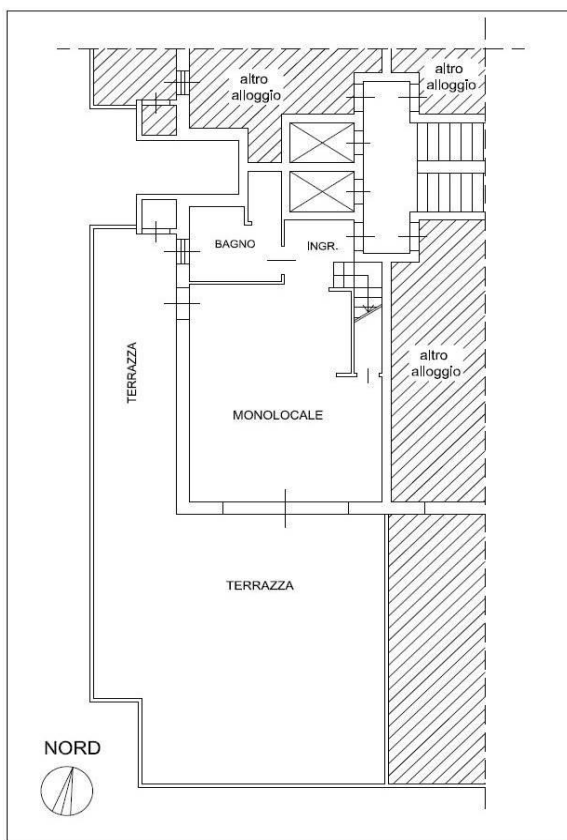 altro
alloggio
altro
alloggio
BAGNO
INGR.
TERRAZZA
altro
alloggio
MONOLOCALE
TERRAZZA
NORD